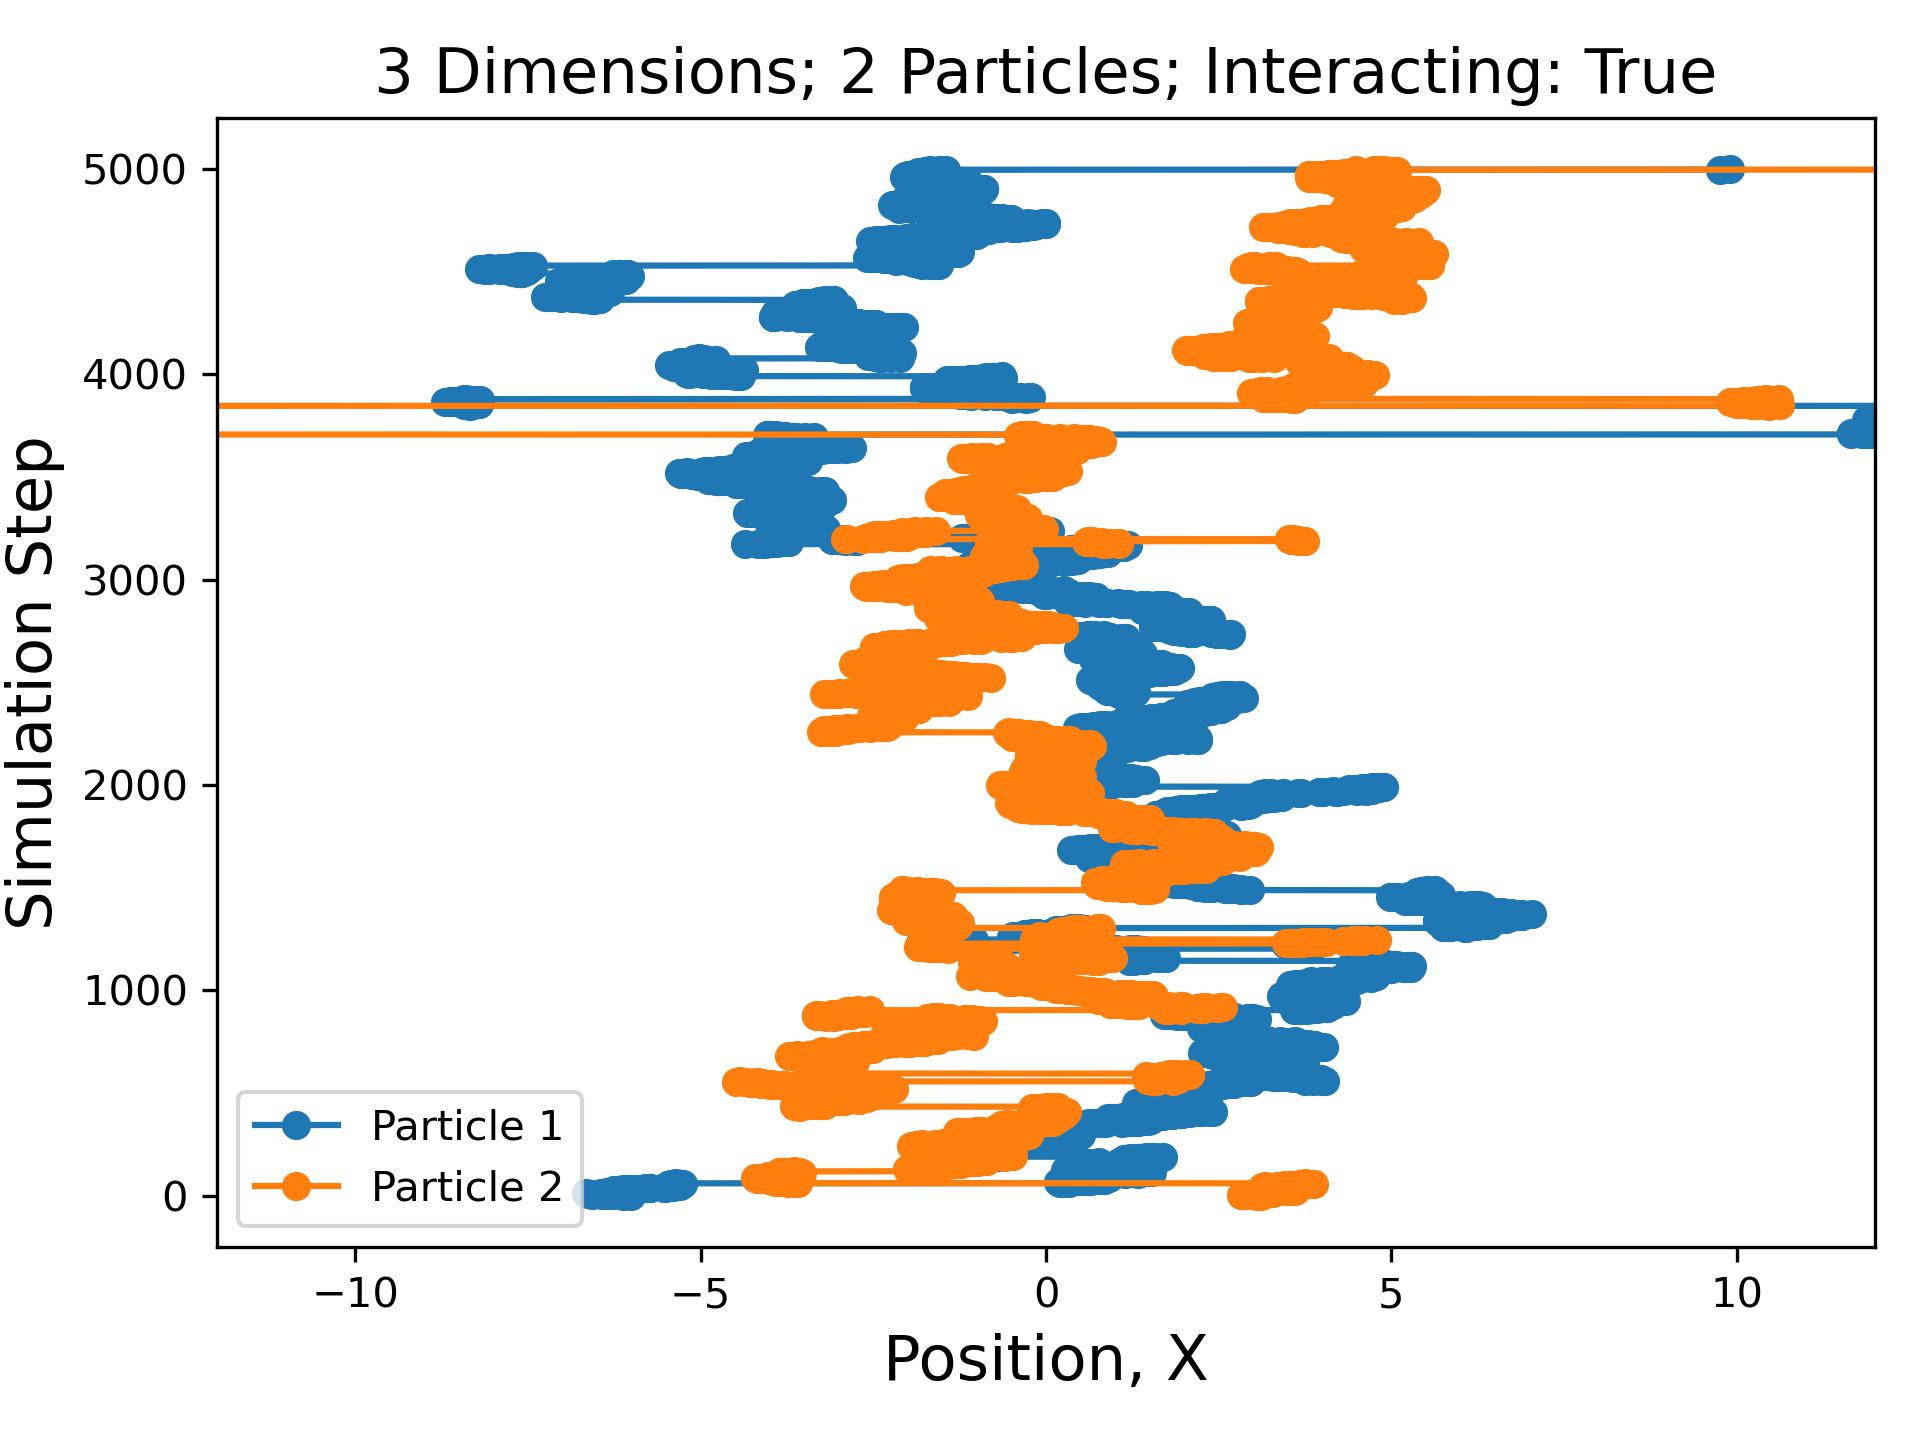 3 Dimensions; 2 Particles; Interacting: True
Simulation Step
5000
4000
3000
2000
1000
0
Particle 1
Particle 2
−10
−5
0
5
10
Position, X